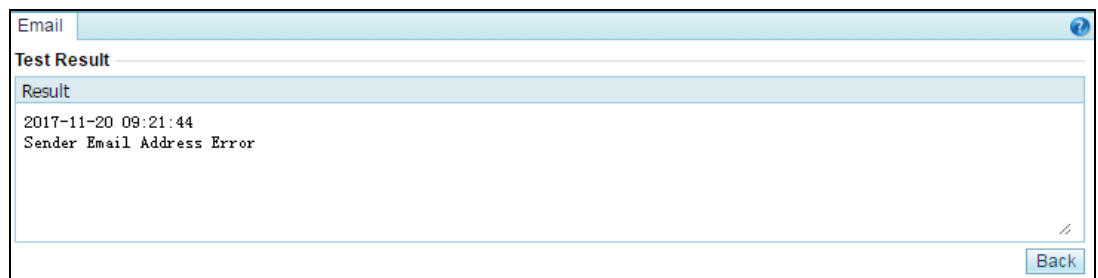 Email
?
Test Result
Result
2017-11-20 09:21:44
Sender Email Address Error
Back